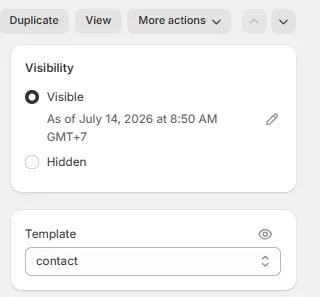 Duplicate View More actions
Visibility
Visible
As of July 14, 2026 at 8:50 AM
GMT+7
Hidden
Template
contact